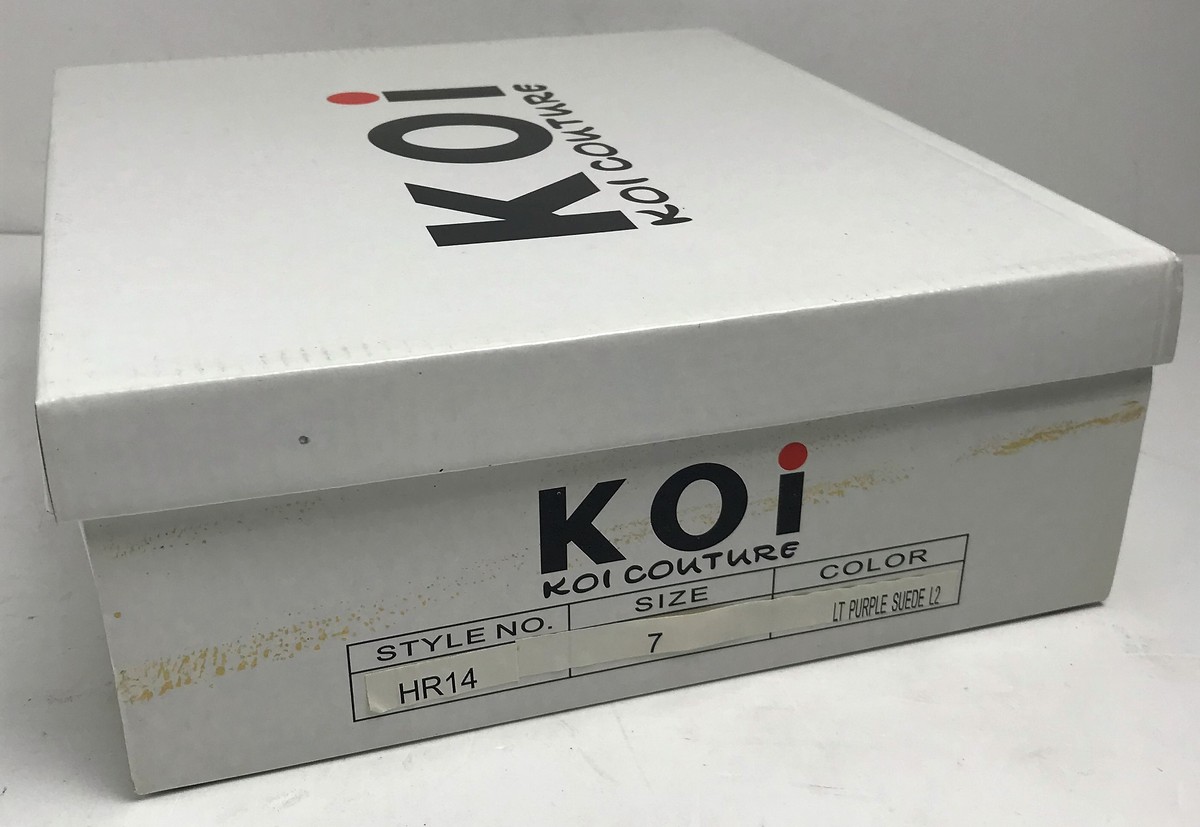 KOi
KOI COUTURE
KOi
KOI COUTURE
STYLE NO. SIZE COLOR
HR14 7 LT PURPLE SUEDE L2